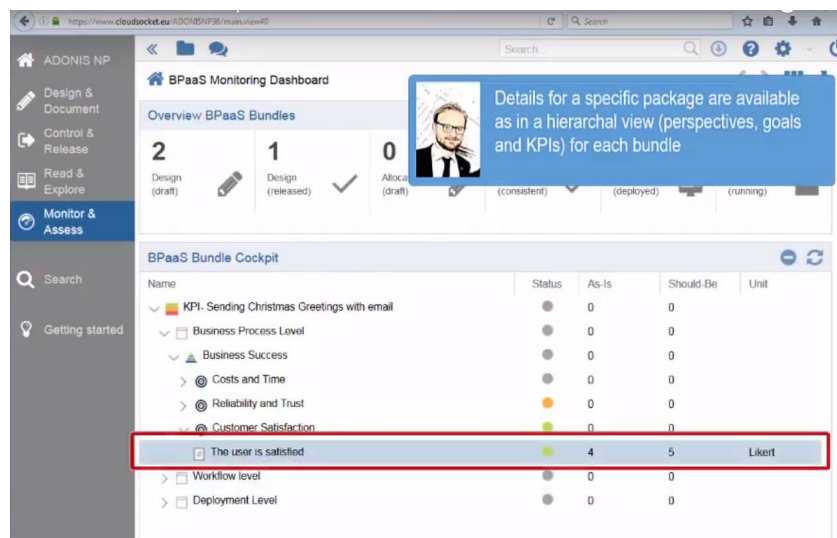 https://www.cloudsocket.eu/ADONISNP36/main.view#0
Search
ADONIS NP
Search...
BPaaS Monitoring Dashboard
Design &
Document
Details for a specific package are available
as in a hierarchal view (perspectives, goals
and KPIs) for each bundle
Overview BPaaS Bundles
Control &
Release
2
1
0
Read &
Explore
Design
(draft)
Design
(released)
Alloca
(draft)
(consistent)
(deployed)
(running)
Monitor &
Assess
BPaaS Bundle Cockpit
Search
Name Status As-Is Should-Be Unit
KPI- Sending Christmas Greetings with email 0 0
Getting started
Business Process Level 0 0
Business Success 0 0
Costs and Time 0 0
Reliability and Trust 0 0
Customer Satisfaction 0 0
The user is satisfied 4 5 Likert
Workflow level 0 0
Deployment Level 0 0